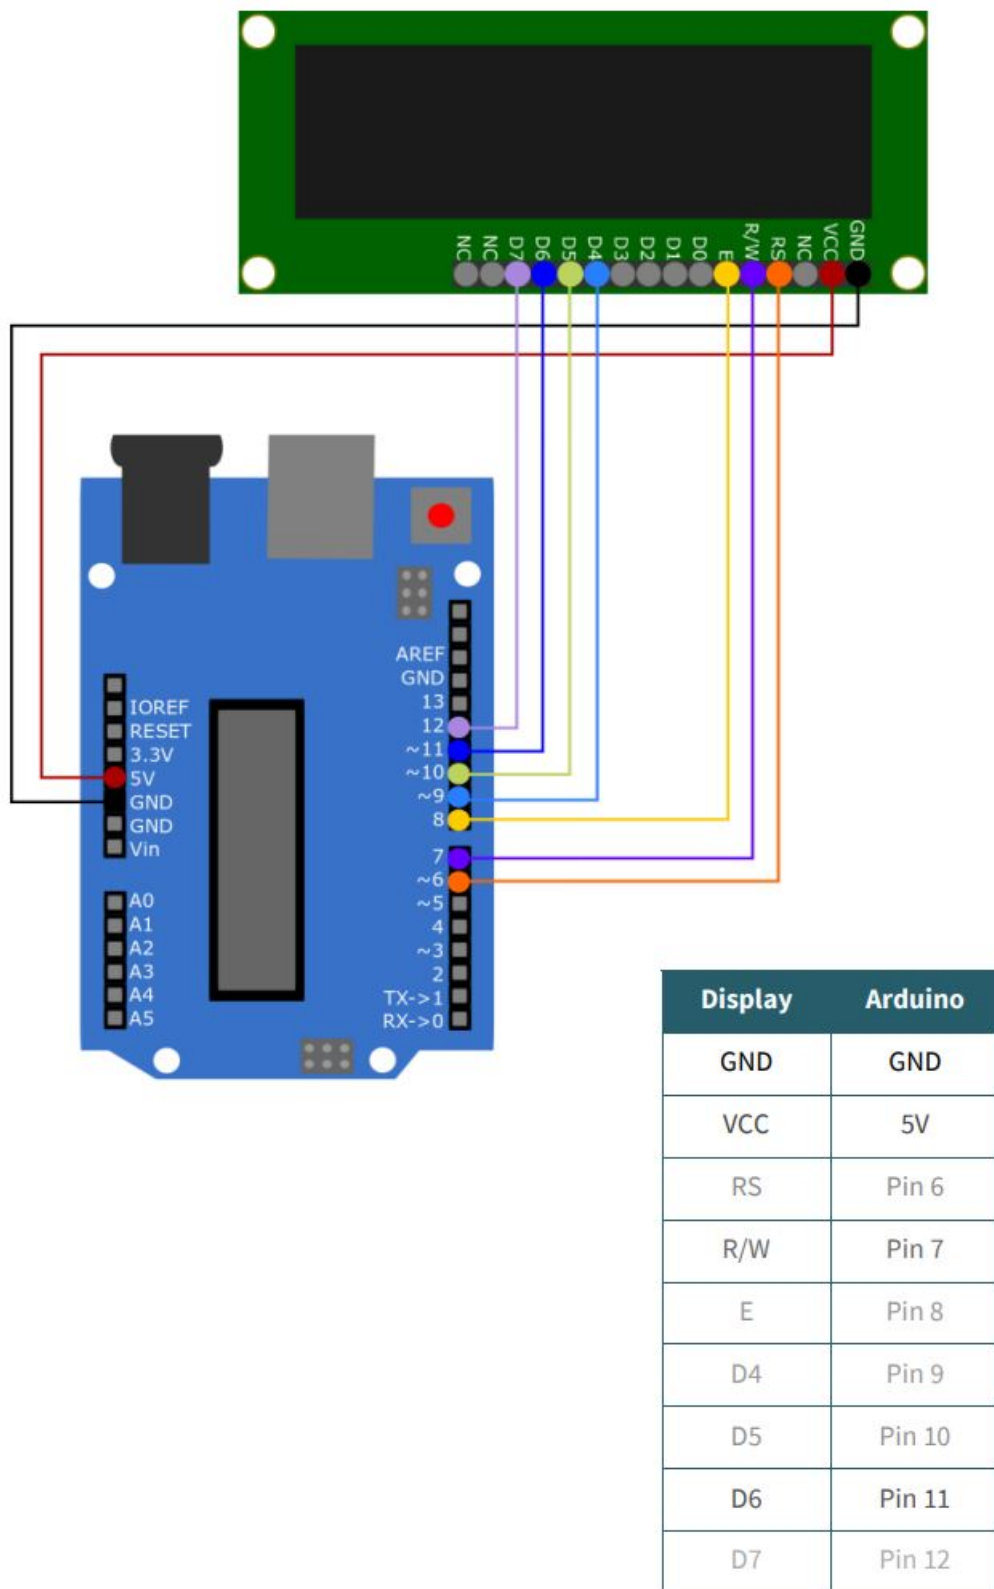 NC
NC
D7
D6
D5
D4
D3
D2
D1
D0
E
R/W
RS
NC
VCC
GND
IOREF
RESET
3.3V
5V
GND
GND
Vin
A0
A1
A2
A3
A4
A5
AREF
GND
13
12
~11
~10
~9
8
7
~6
~5
4
~3
2
TX->1
RX->0
Display Arduino
GND GND
VCC 5V
RS Pin 6
R/W Pin 7
E Pin 8
D4 Pin 9
D5 Pin 10
D6 Pin 11
D7 Pin 12